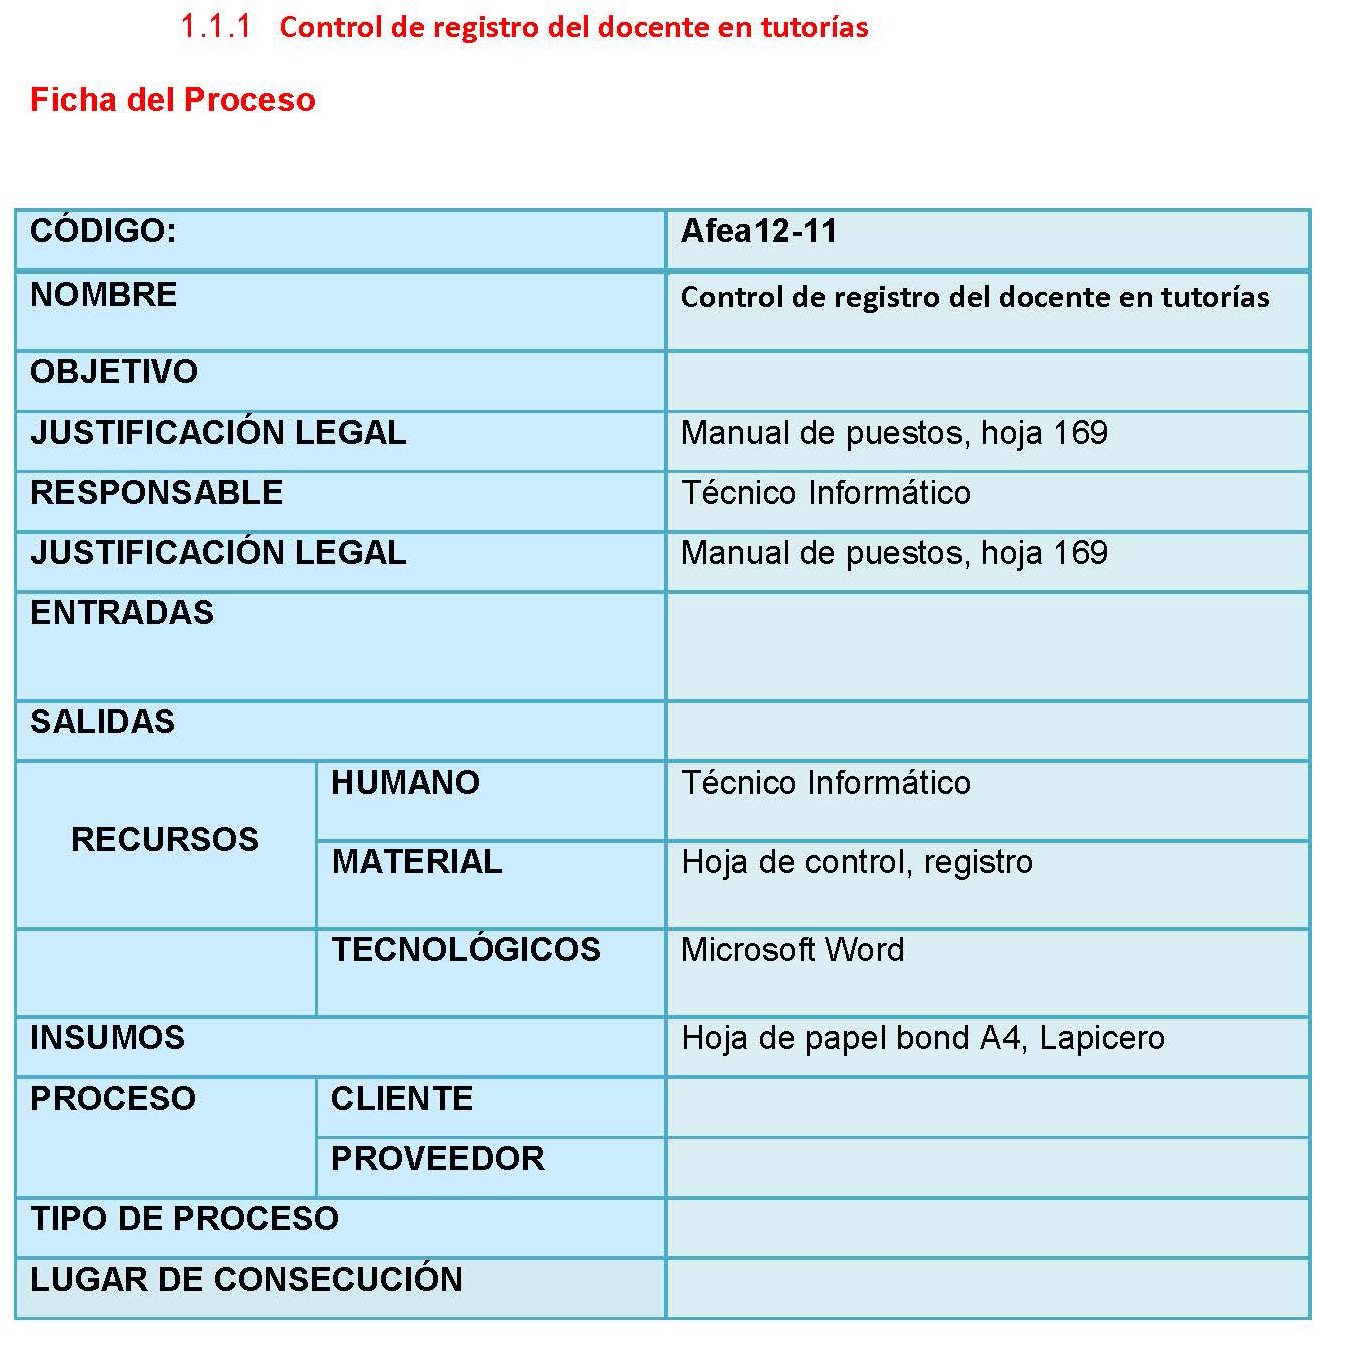 1.1.1 Control de registro del docente en tutorías
Ficha del Proceso
CÓDIGO: Afea12-11
NOMBRE Control de registro del docente en tutorías
OBJETIVO
JUSTIFICACIÓN LEGAL Manual de puestos, hoja 169
RESPONSABLE Técnico Informático
JUSTIFICACIÓN LEGAL Manual de puestos, hoja 169
ENTRADAS
SALIDAS
RECURSOS
HUMANO Técnico Informático
MATERIAL Hoja de control, registro
TECNOLÓGICOS Microsoft Word
INSUMOS Hoja de papel bond A4, Lapicero
PROCESO CLIENTE
PROVEEDOR
TIPO DE PROCESO
LUGAR DE CONSECUCIÓN